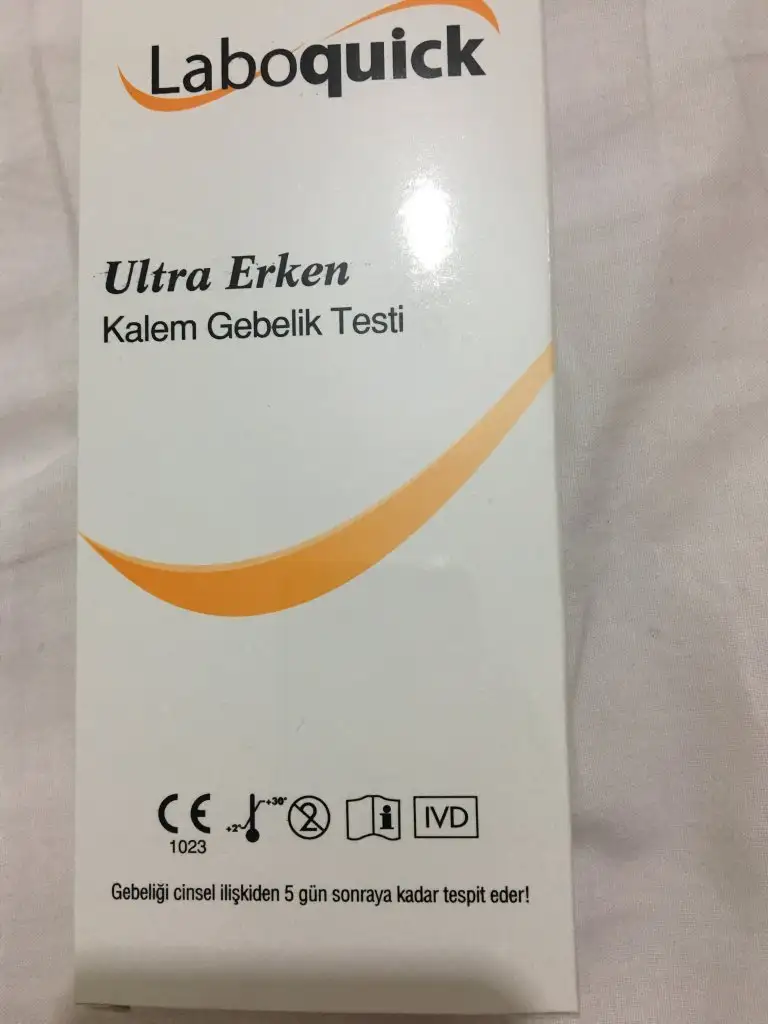 Laboquick
Ultra Erken
Kalem Gebelik Testi
CE +2° +30° 2 i IVD
1023
Gebeliği cinsel ilişkiden 5 gün sonraya kadar tespit eder!